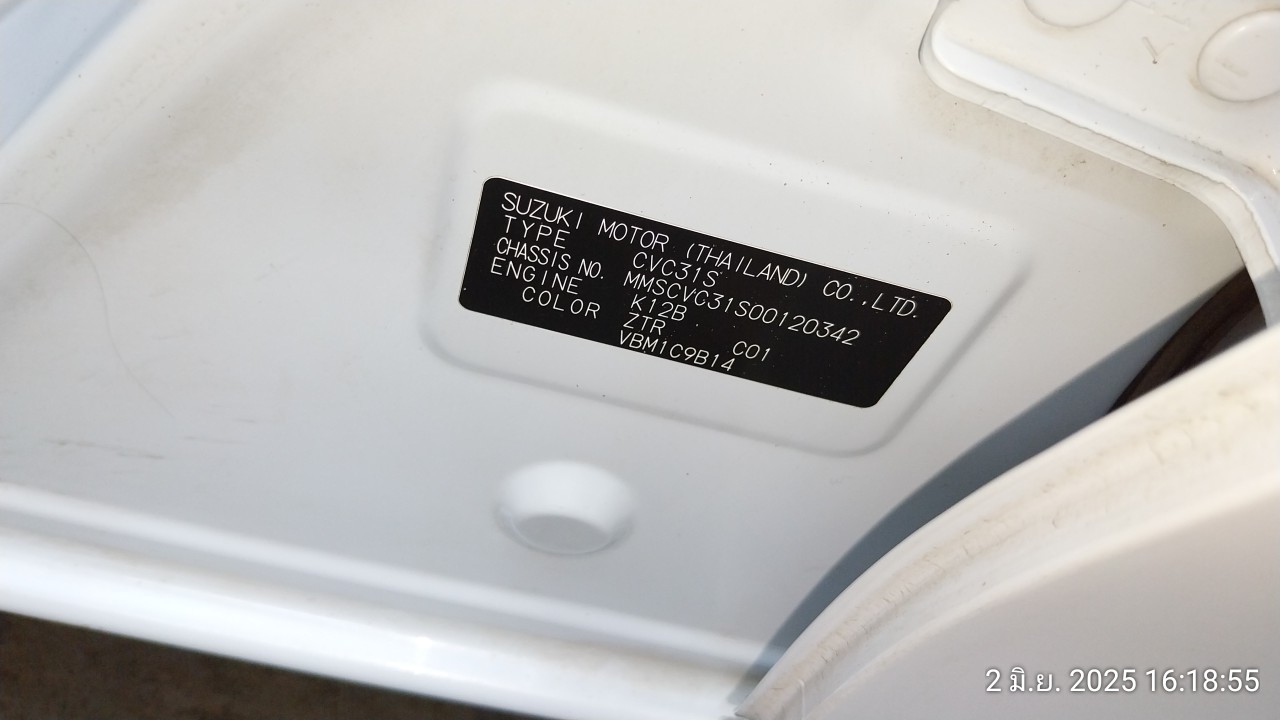 SUZUKI MOTOR (THAILAND) CO.,LTD.
TYPE CVC31S
CHASSIS NO. MMSCVC31S00120342
ENGINE K12B
COLOR ZTR C01
VBM1C9B14
2 มิ.ย. 2025 16:18:55